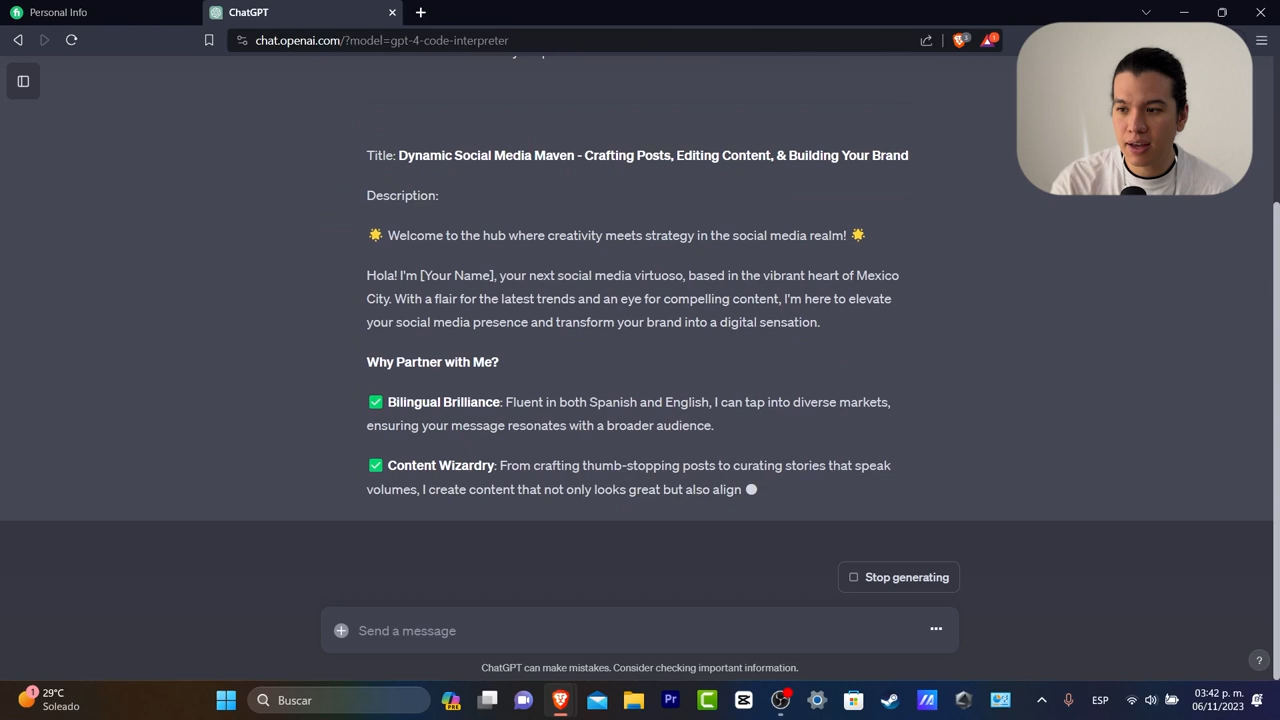 Personal Info
ChatGPT
chat.openai.com/?model=gpt-4-code-interpreter
3
1
Title: Dynamic Social Media Maven - Crafting Posts, Editing Content, & Building Your Brand
Description:
🌟 Welcome to the hub where creativity meets strategy in the social media realm! 🌟
Hola! I'm [Your Name], your next social media virtuoso, based in the vibrant heart of Mexico
City. With a flair for the latest trends and an eye for compelling content, I'm here to elevate
your social media presence and transform your brand into a digital sensation.
Why Partner with Me?
✅ Bilingual Brilliance: Fluent in both Spanish and English, I can tap into diverse markets,
ensuring your message resonates with a broader audience.
✅ Content Wizardry: From crafting thumb-stopping posts to curating stories that speak
volumes, I create content that not only looks great but also align
Stop generating
Send a message
ChatGPT can make mistakes. Consider checking important information.
?
1
29°C
Soleado
Buscar
PRE
Pr
ESP
03:42 p. m.
06/11/2023